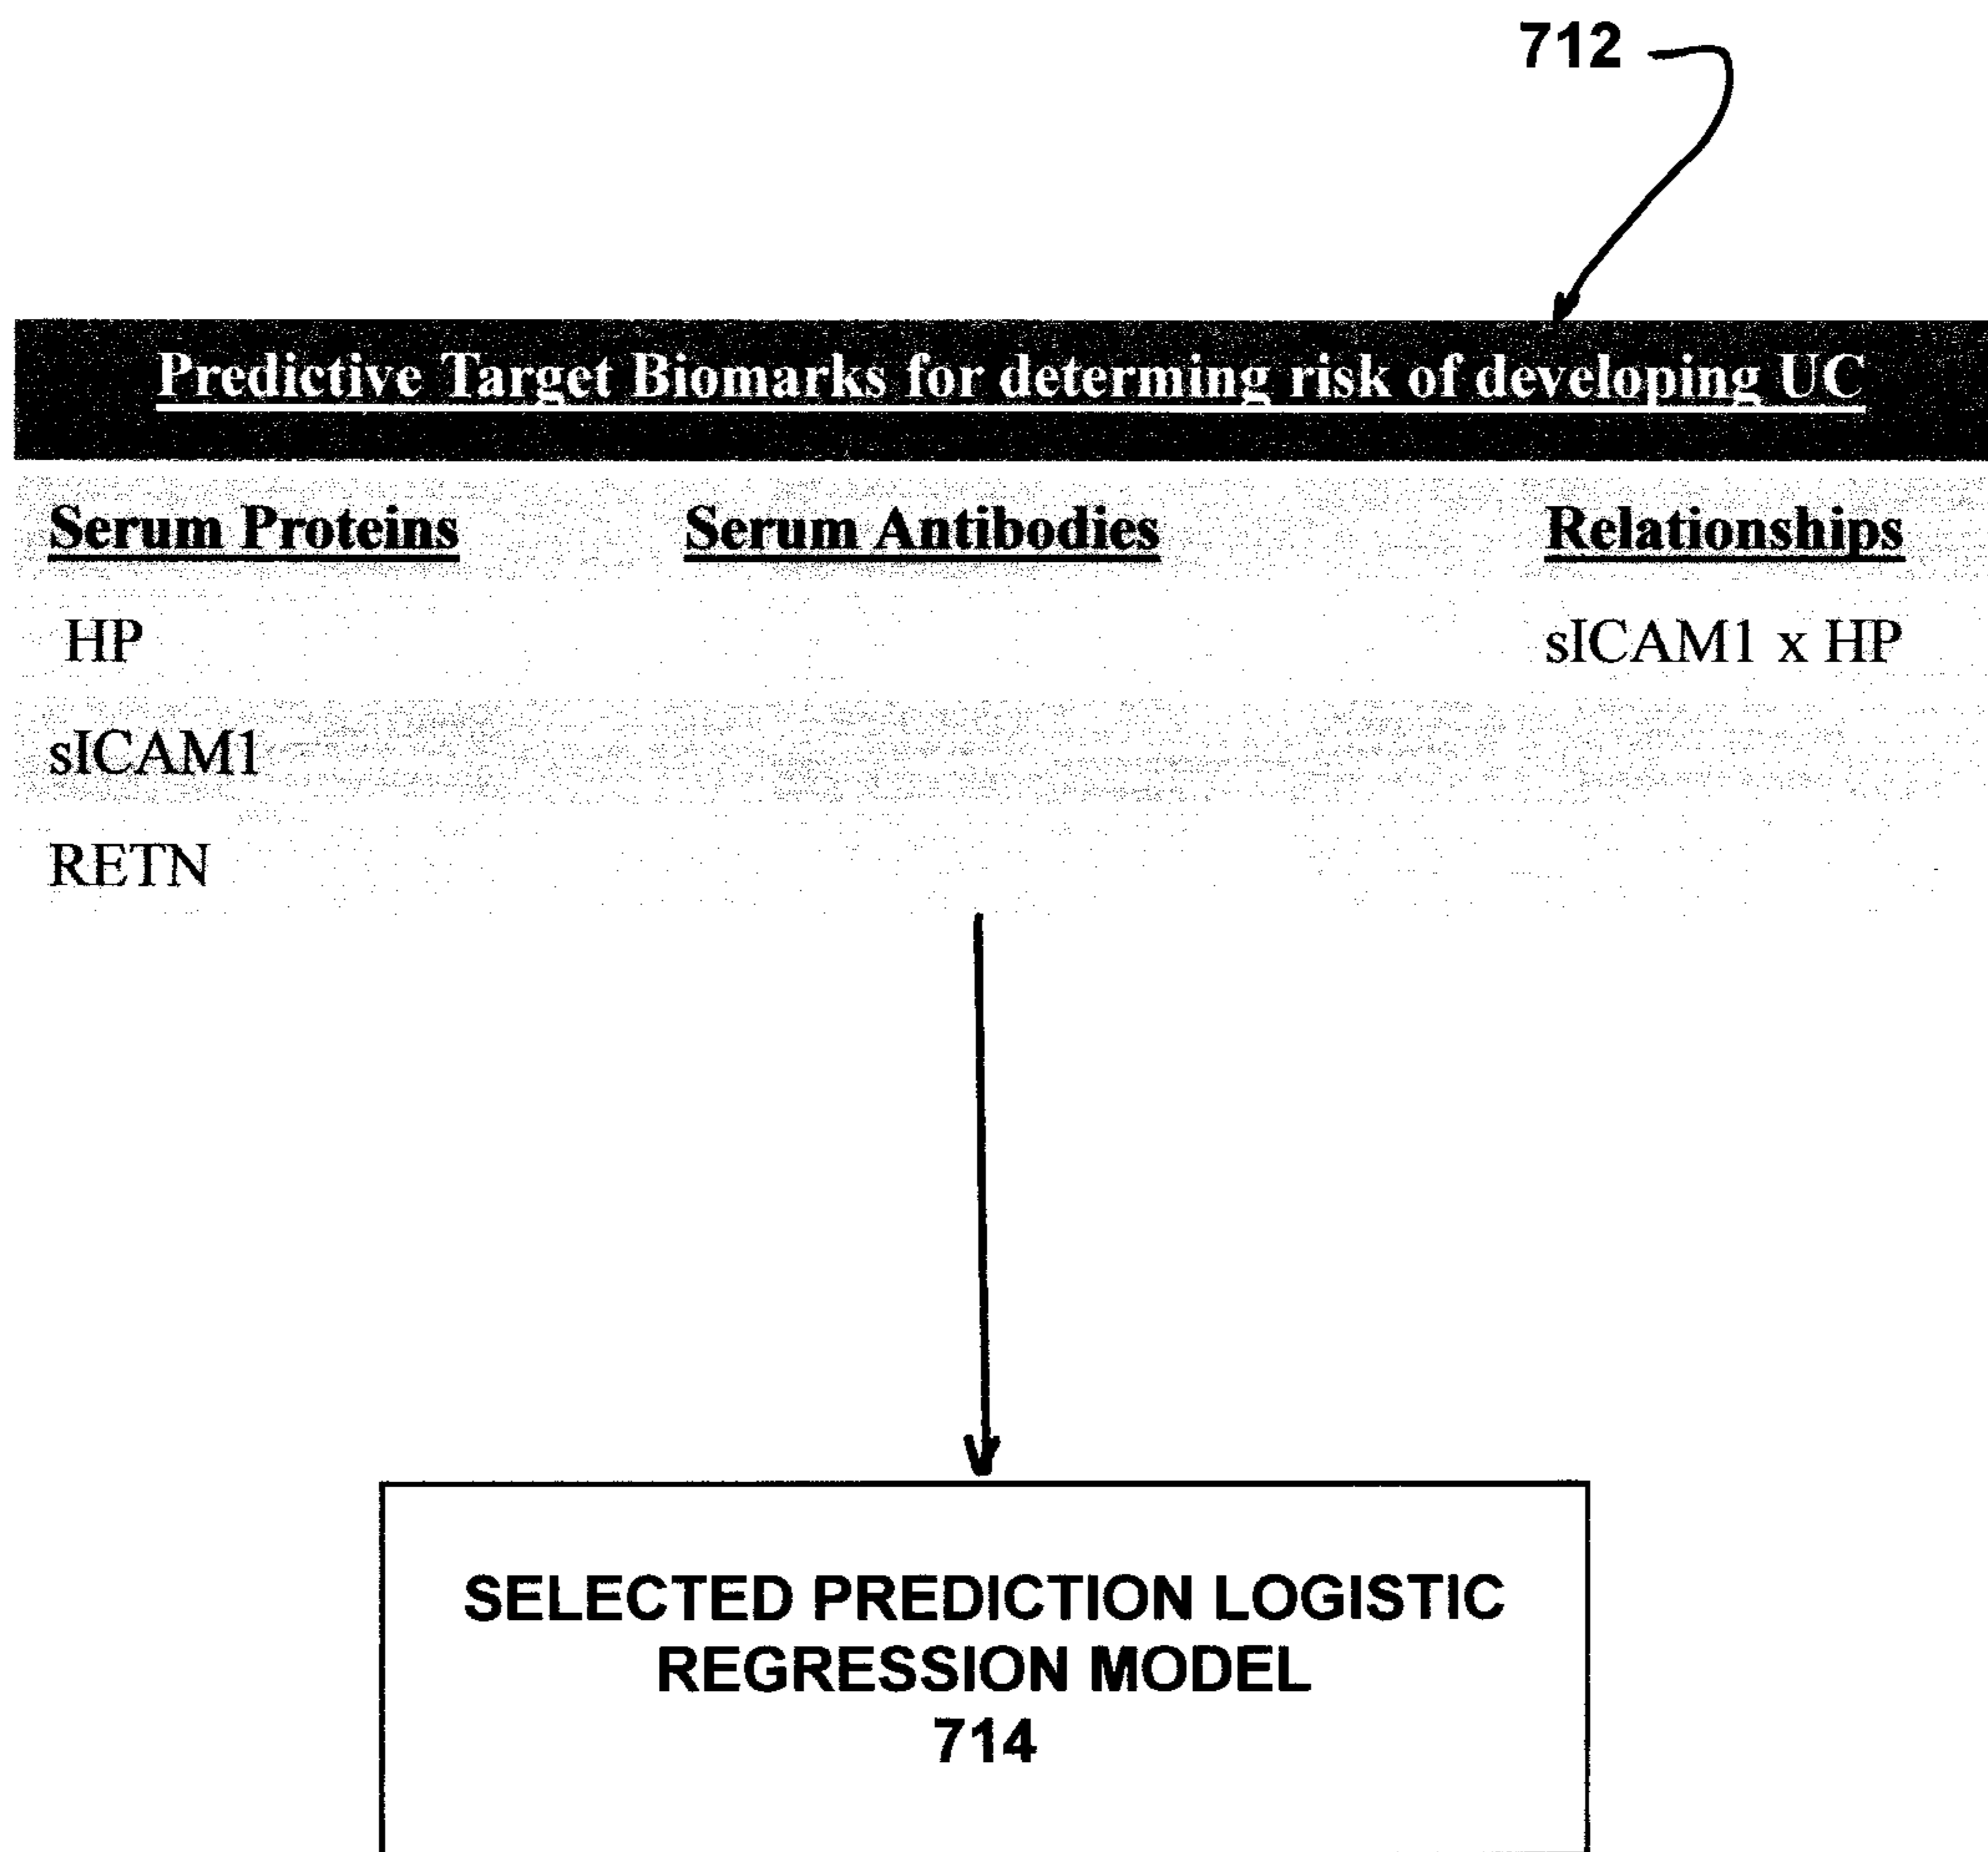 712
Predictive Target Biomarks for determing risk of developing UC
Serum Proteins Serum Antibodies Relationships
HP sICAM1 x HP
sICAM1
RETN
SELECTED PREDICTION LOGISTIC
REGRESSION MODEL
714